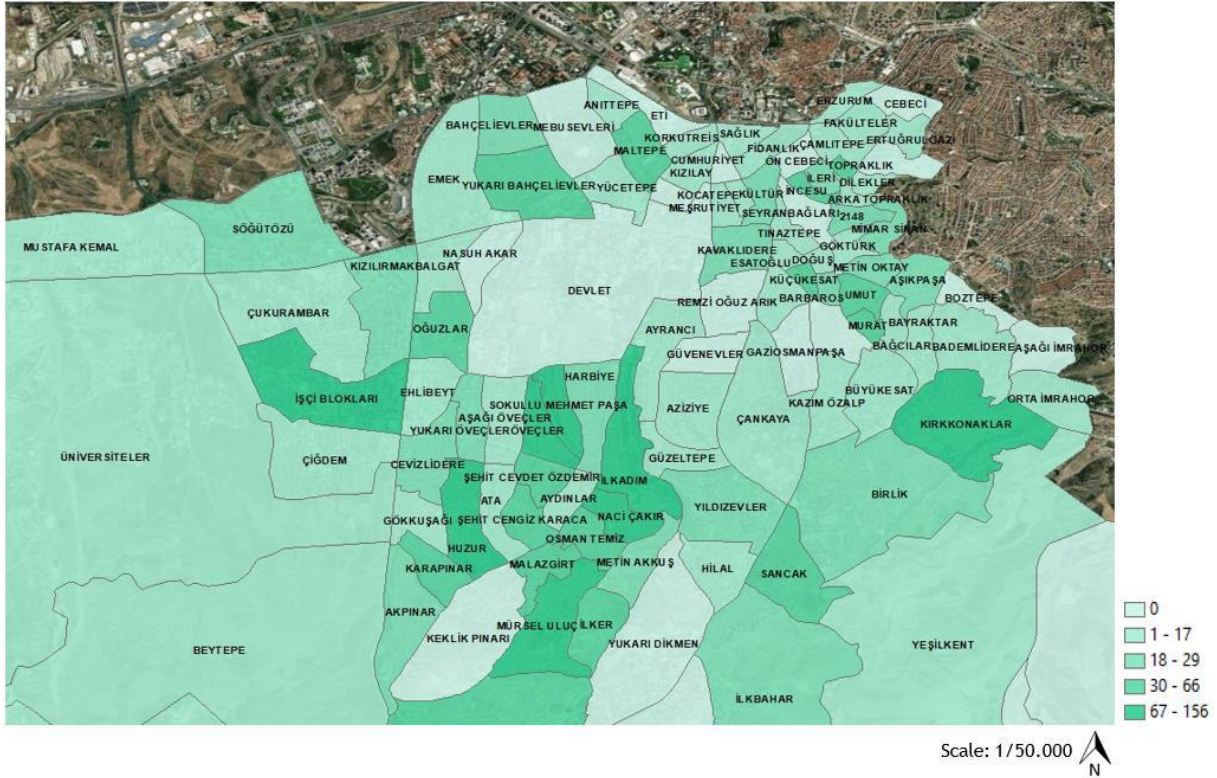 ERZURUM
CEBECİ
ANITTEPE
ETİ
FAKÜLTELER
BAHÇELİEVLER
MEBUSEVLERİ
KORKUTREİS
SAĞLIK
ÇAMLITEPE
ERTUĞRULGAZİ
MALTEPE
FİDANLIK
CUMHURİYET
ÖN CEBECİ
TOPRAKLIK
KIZILAY
EMEK
YUKARI BAHÇELİEVLER
YÜCETEPE
İLERİ
DİLEKLER
KOCATEPE
KÜLTÜR
İNCESU
ARKA TOPRAKLIK
MEŞRUTİYET
SEYRANBAĞLARI
2148
SÖĞÜTÖZÜ
TINAZTEPE
MİMAR SİNAN
MUSTAFA KEMAL
NASUH AKAR
KAVAKLIDERE
GÖKTÜRK
KIZILIRMAK
BALGAT
ESATOĞLU
DOĞUŞ
METİN OKTAY
KÜÇÜKESAT
AŞIKPAŞA
DEVLET
REMZİ OĞUZ ARIK
BARBAROS
UMUT
BOZTEPE
ÇUKURAMBAR
OĞUZLAR
AYRANCI
MURAT
BAYRAKTAR
GÜVENEVLER
GAZİOSMANPAŞA
BAĞCILAR
BADEMLİDERE
AŞAĞI İMRAHOR
HARBİYE
EHLİBEYT
BÜYÜKESAT
İŞÇİ BLOKLARI
SOKULLU MEHMET PAŞA
AZİZİYE
KAZIM ÖZALP
ORTA İMRAHOR
AŞAĞI ÖVEÇLER
ÇANKAYA
YUKARI ÖVEÇLER
ÖVEÇLER
KIRKKONAKLAR
ÜNİVERSİTELER
ÇİĞDEM
CEVİZLİDERE
GÜZELTEPE
ŞEHİT CEVDET ÖZDEMİR
İLKADIM
ATA
AYDINLAR
BİRLİK
YILDIZEVLER
GÖKKUŞAĞI
ŞEHİT CENGİZ KARACA
NACİ ÇAKIR
OSMAN TEMİZ
HUZUR
KARAPINAR
MALAZGİRT
METİN AKKUŞ
HİLAL
SANCAK
AKPINAR
MÜRSEL ULUÇ
İLKER
KEKLİK PINARI
YUKARI DİKMEN
BEYTEPE
YEŞİLKENT
İLKBAHAR
0
1 - 17
18 - 29
30 - 66
67 - 156
Scale: 1/50.000
N